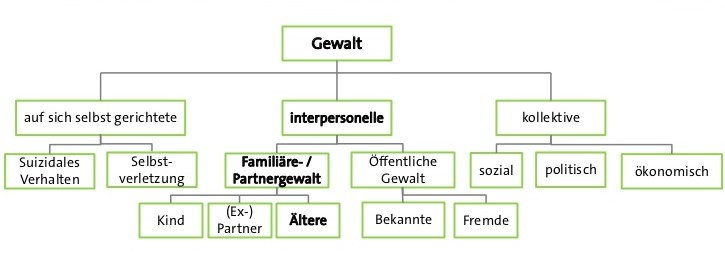 Gewalt
auf sich selbst gerichtete
interpersonelle
kollektive
Suizidales
Verhalten
Selbst-
verletzung
Familiäre- /
Partnergewalt
Öffentliche
Gewalt
sozial
politisch
ökonomisch
Kind
(Ex-)
Partner
Ältere
Bekannte
Fremde